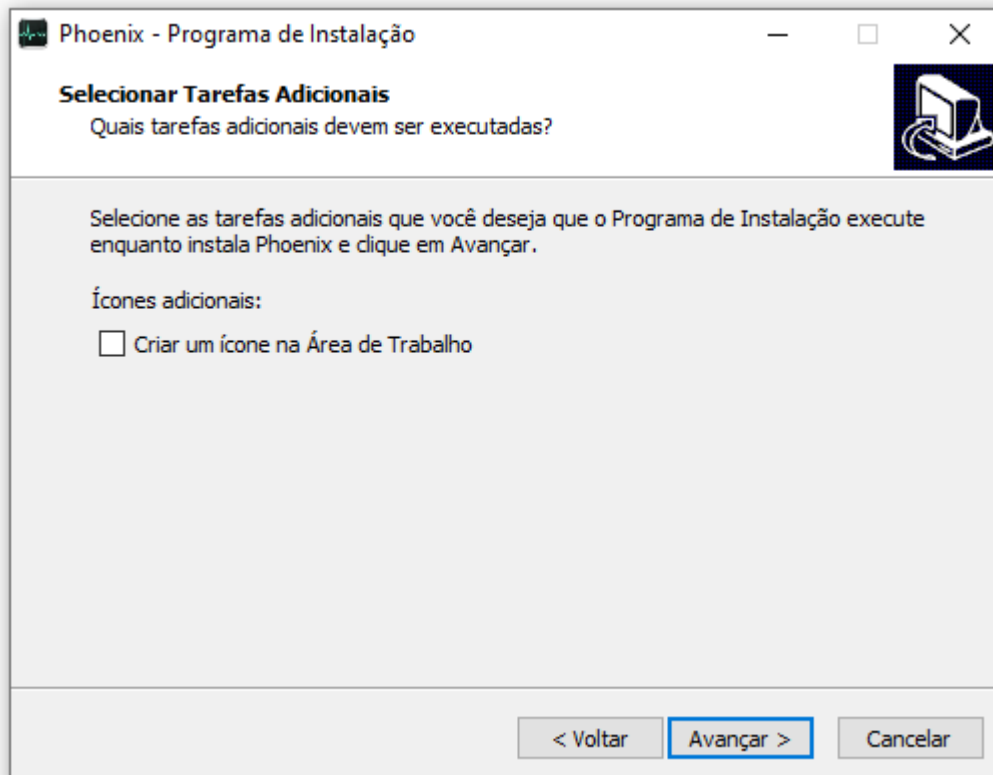 Phoenix - Programa de Instalação
Selecionar Tarefas Adicionais
Quais tarefas adicionais devem ser executadas?
Selecione as tarefas adicionais que você deseja que o Programa de Instalação execute
enquanto instala Phoenix e clique em Avançar.
Ícones adicionais:
Criar um ícone na Área de Trabalho
< Voltar
Avançar >
Cancelar